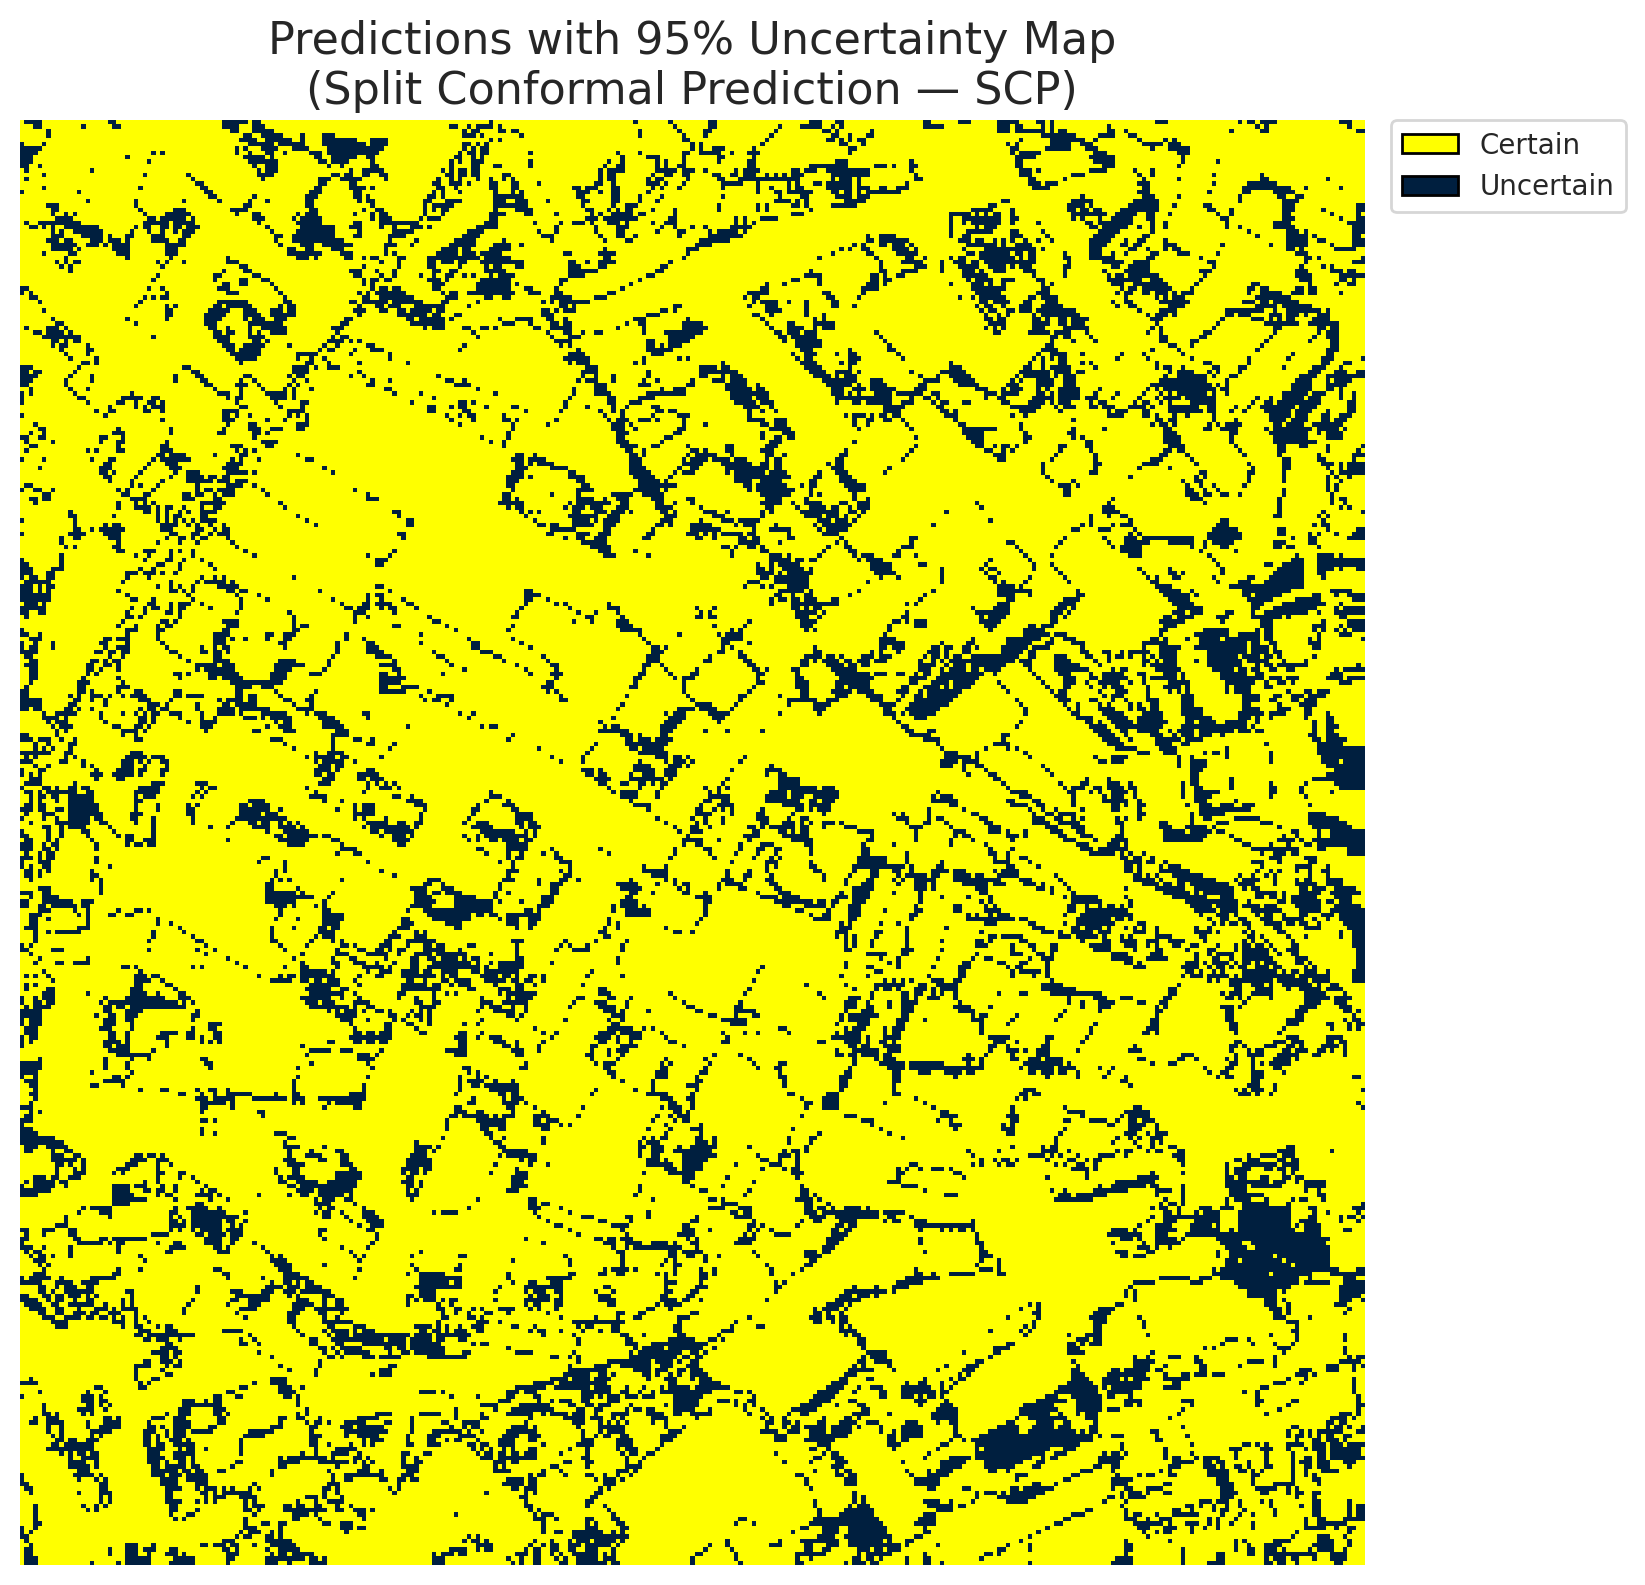 Predictions with 95% Uncertainty Map
(Split Conformal Prediction — SCP)
Certain
Uncertain